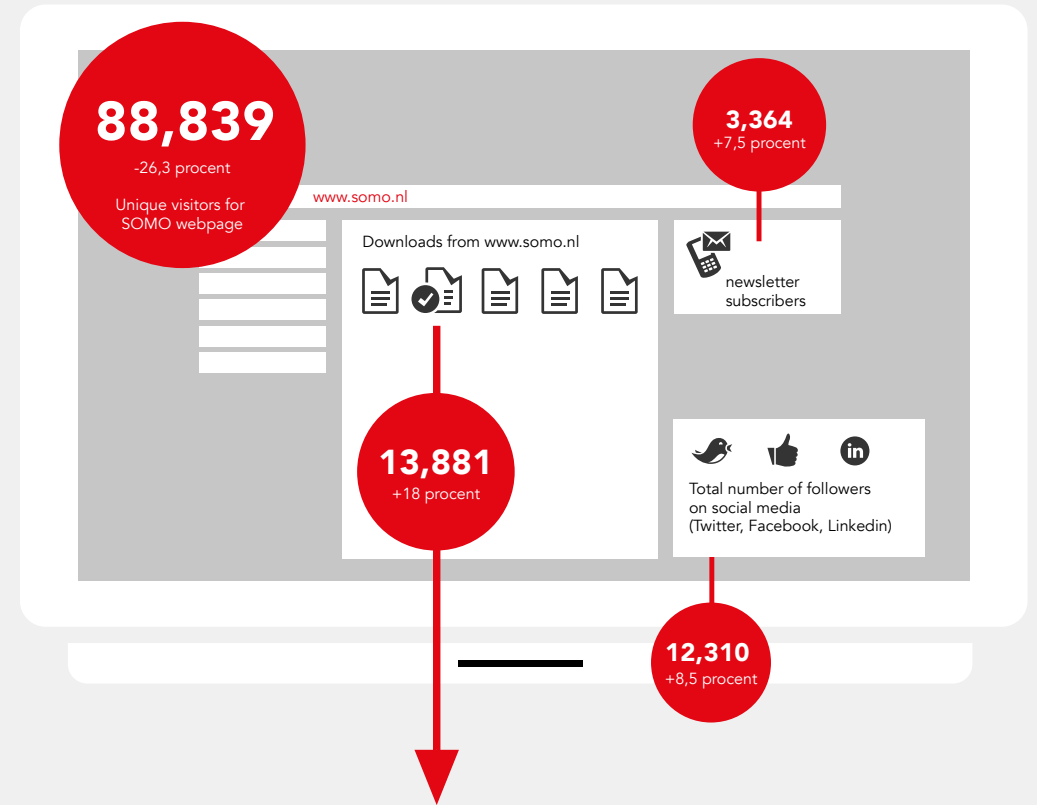 88,839
-26,3 procent
Unique visitors for
SOMO webpage
3,364
+7,5 procent
www.somo.nl
Downloads from www.somo.nl
newsletter
subscribers
13,881
+18 procent
in
Total number of followers
on social media
(Twitter, Facebook, Linkedin)
12,310
+8,5 procent